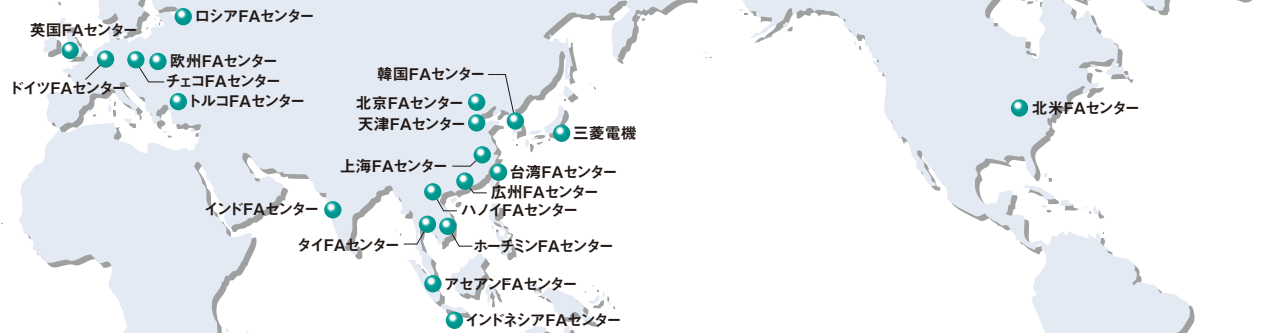 ロシアFAセンター
英国FAセンター
欧州FAセンター
チェコFAセンター
ドイツFAセンター
トルコFAセンター
韓国FAセンター
北京FAセンター
天津FAセンター
三菱電機
北米FAセンター
上海FAセンター
台湾FAセンター
広州FAセンター
ハノイFAセンター
インドFAセンター
タイFAセンター
ホーチミンFAセンター
アセアンFAセンター
インドネシアFAセンター